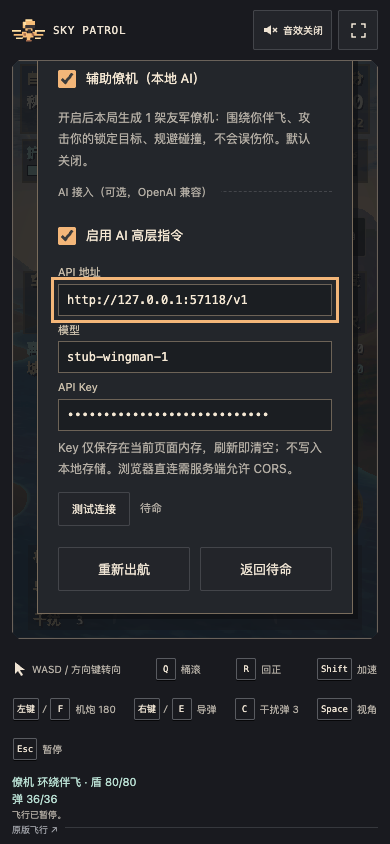 SKY PATROL
音效关闭
辅助僚机（本地 AI）
开启后本局生成 1 架友军僚机：围绕你伴飞、攻
击你的锁定目标、规避碰撞，不会误伤你。默认
关闭。
AI 接入（可选，OpenAI 兼容）
启用 AI 高层指令
API 地址
http://127.0.0.1:57118/v1
模型
stub-wingman-1
API Key
••••••••••••••••••••••••••••
Key 仅保存在当前页面内存，刷新即清空；不写入
本地存储。浏览器直连需服务端允许 CORS。
测试连接 待命
重新出航 返回待命
干扰 3
WASD / 方向键转向 Q 桶滚 R 回正 Shift 加速
左键 / F 机炮 180 右键 / E 导弹 C 干扰弹 3 Space 视角
Esc 暂停
僚机 环绕伴飞 · 盾 80/80
弹 36/36
飞行已暂停。
原版飞行 ↗